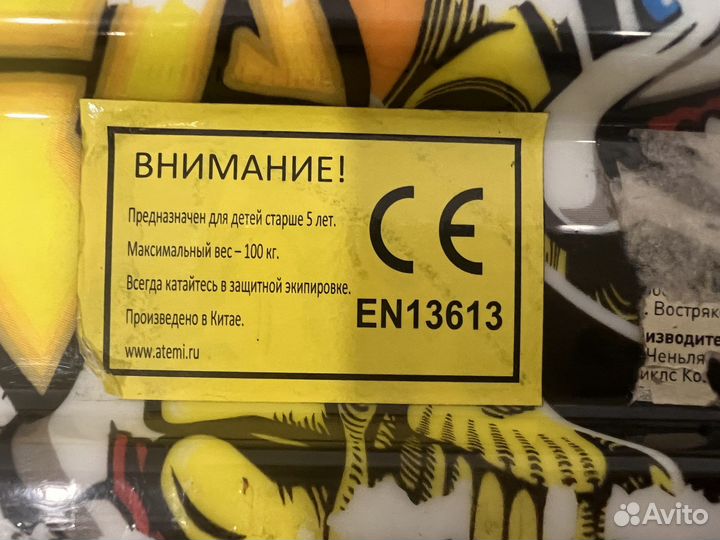 ВНИМАНИЕ!
Предназначен для детей старше 5 лет.
Максимальный вес – 100 кг.
Всегда катайтесь в защитной экипировке.
Произведено в Китае.
www.atemi.ru
CE
EN13613
. Востряк
изводите
Ченьля
иклс Ко.
Avito